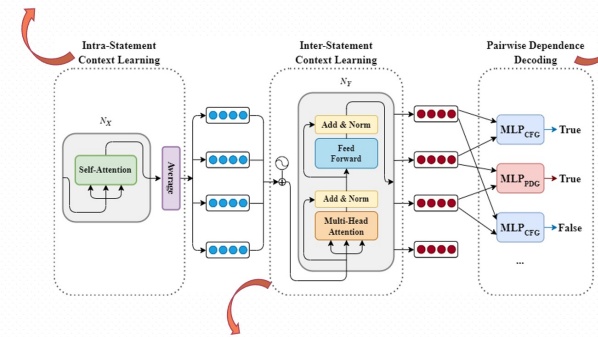 Intra-Statement
Context Learning
Inter-Statement
Context Learning
Pairwise Dependence
Decoding
N_X
Self-Attention
Average
N_Y
Add & Norm
Feed
Forward
Add & Norm
Multi-Head
Attention
MLP_CFG
True
MLP_PDG
True
MLP_CFG
False
...